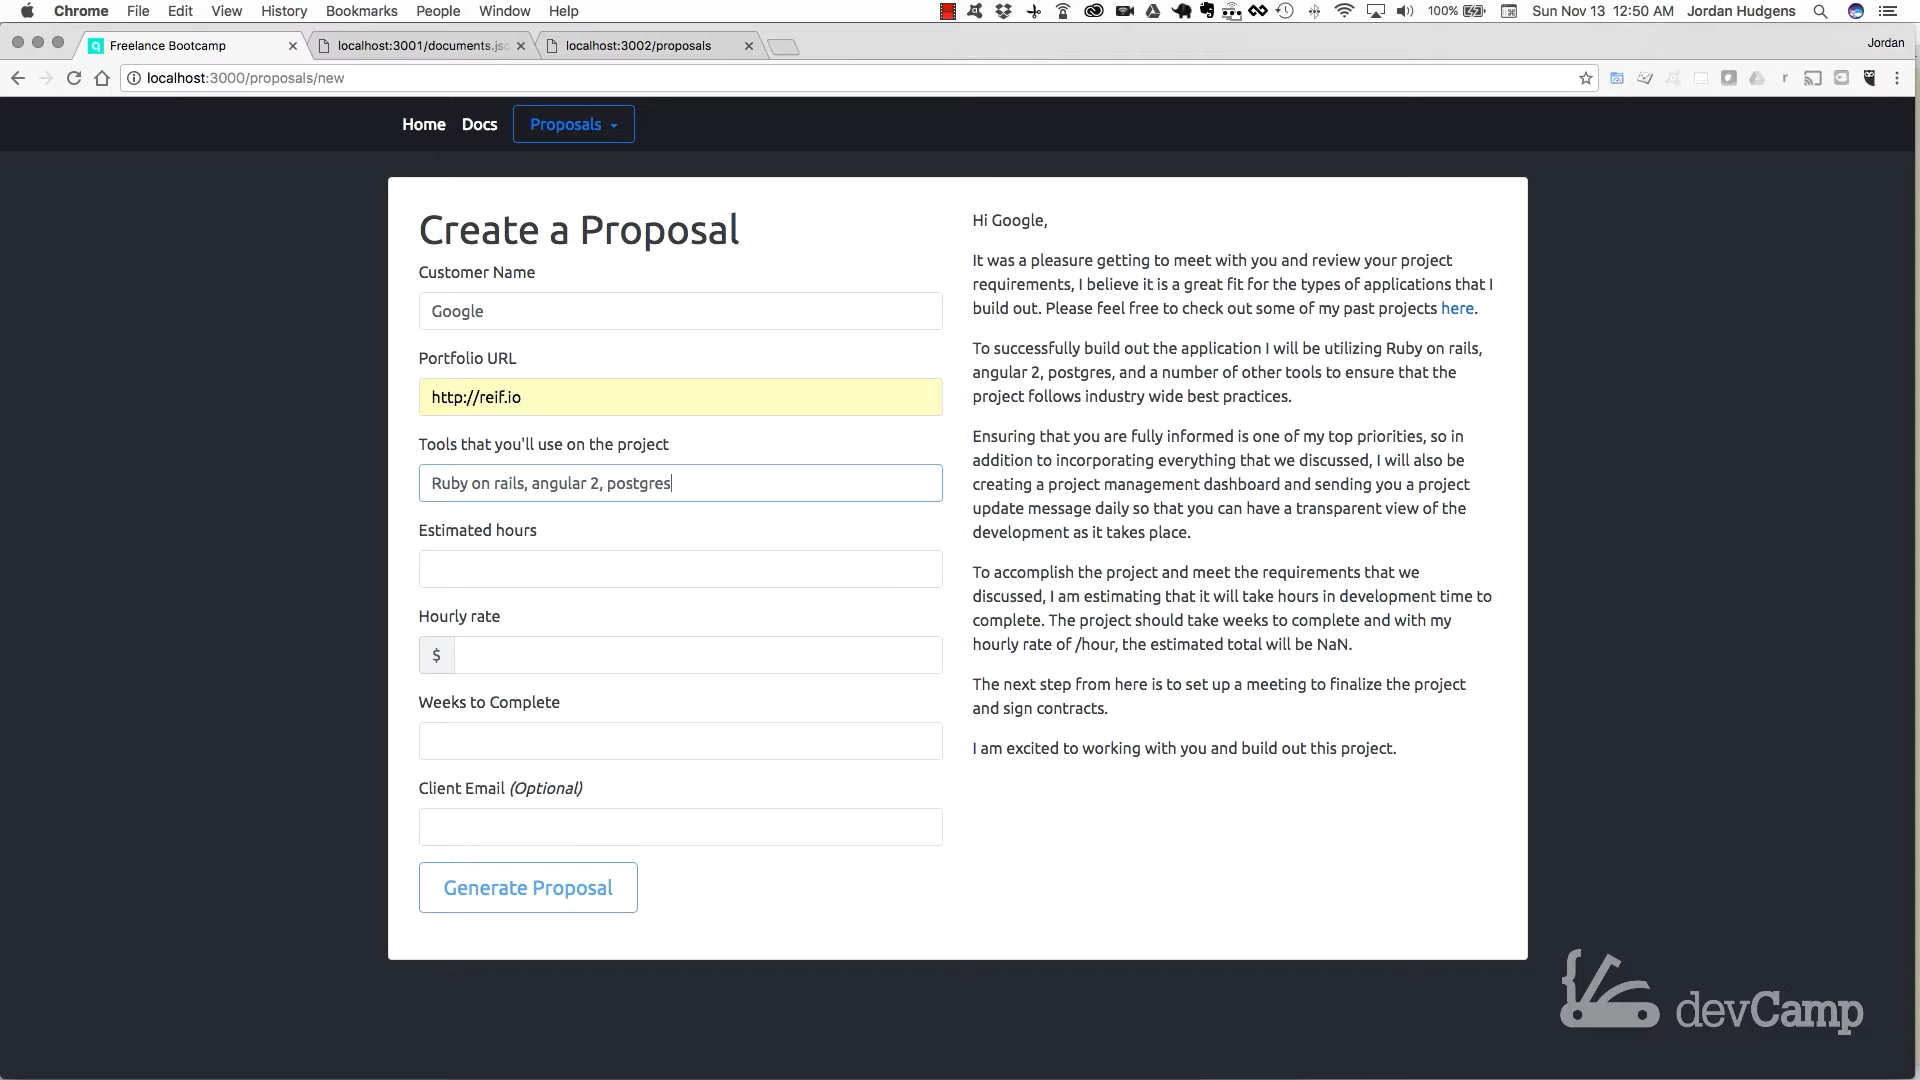 Chrome File Edit View History Bookmarks People Window Help 100% Sun Nov 13 12:50 AM Jordan Hudgens
Freelance Bootcamp localhost:3001/documents.jso localhost:3002/proposals Jordan
localhost:3000/proposals/new
Home Docs Proposals
Create a Proposal
Customer Name
Google
Portfolio URL
http://reif.io
Tools that you'll use on the project
Ruby on rails, angular 2, postgres
Estimated hours
Hourly rate
$
Weeks to Complete
Client Email (Optional)
Generate Proposal
Hi Google,
It was a pleasure getting to meet with you and review your project
requirements, I believe it is a great fit for the types of applications that I
build out. Please feel free to check out some of my past projects here.
To successfully build out the application I will be utilizing Ruby on rails,
angular 2, postgres, and a number of other tools to ensure that the
project follows industry wide best practices.
Ensuring that you are fully informed is one of my top priorities, so in
addition to incorporating everything that we discussed, I will also be
creating a project management dashboard and sending you a project
update message daily so that you can have a transparent view of the
development as it takes place.
To accomplish the project and meet the requirements that we
discussed, I am estimating that it will take hours in development time to
complete. The project should take weeks to complete and with my
hourly rate of /hour, the estimated total will be NaN.
The next step from here is to set up a meeting to finalize the project
and sign contracts.
I am excited to working with you and build out this project.
devCamp